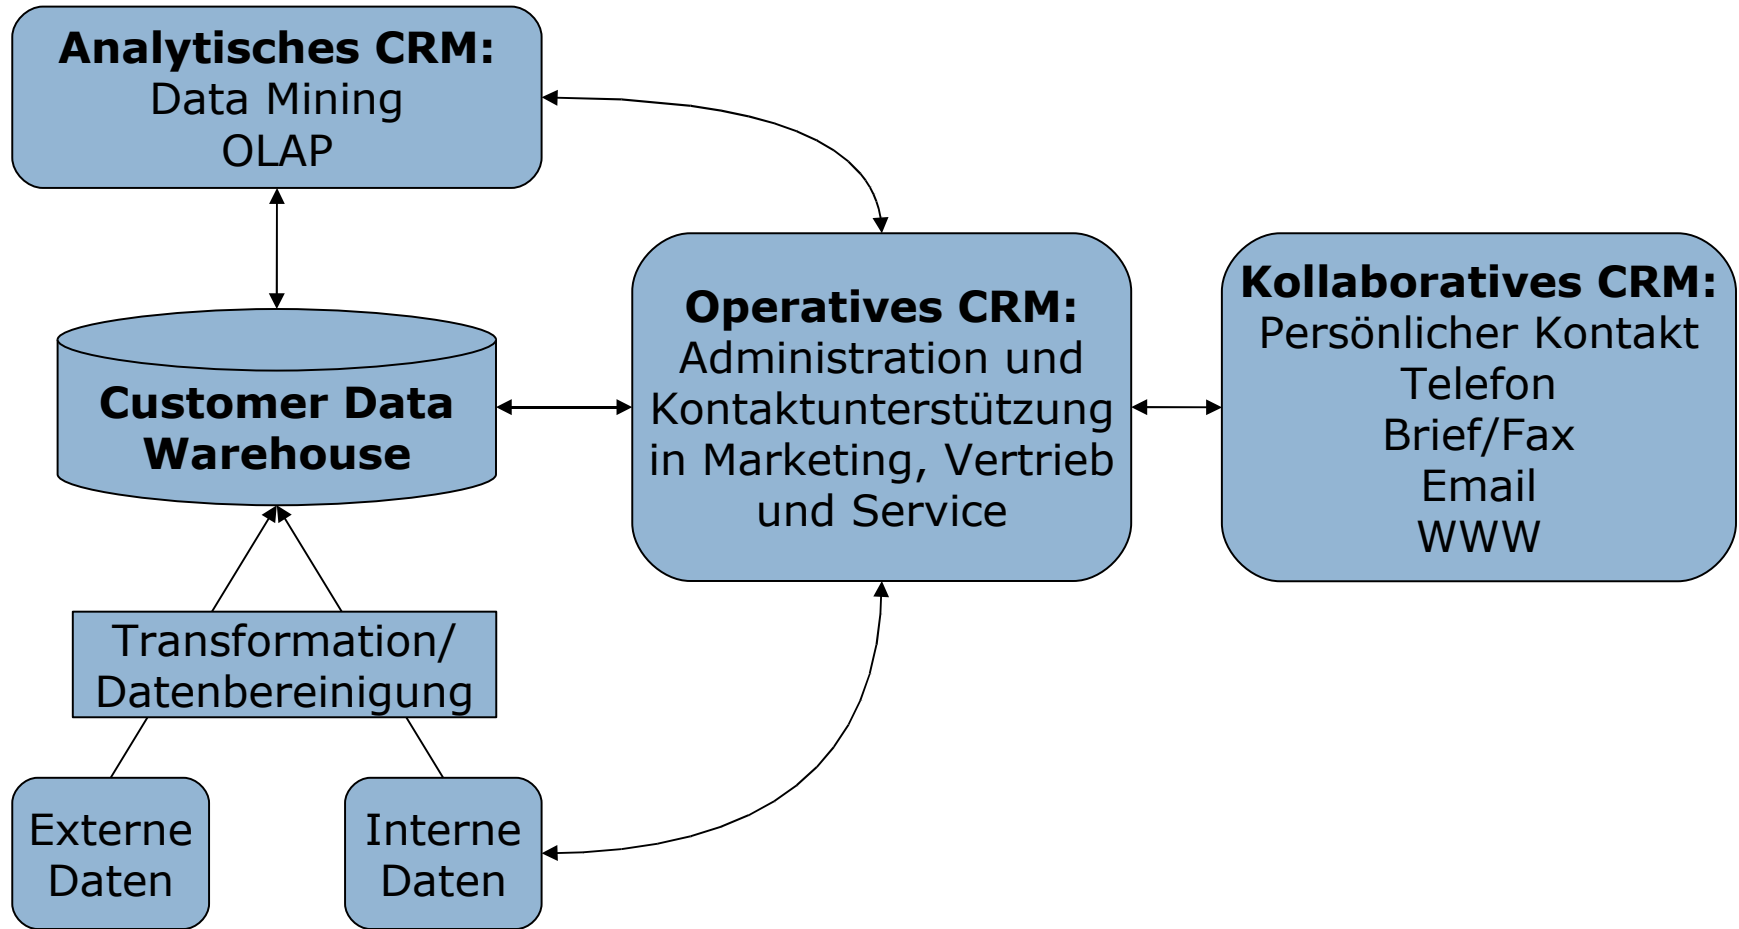 Analytisches CRM:
Data Mining
OLAP
Customer Data
Warehouse
Transformation/
Datenbereinigung
Externe
Daten
Interne
Daten
Operatives CRM:
Administration und
Kontaktunterstützung
in Marketing, Vertrieb
und Service
Kollaboratives CRM:
Persönlicher Kontakt
Telefon
Brief/Fax
Email
WWW